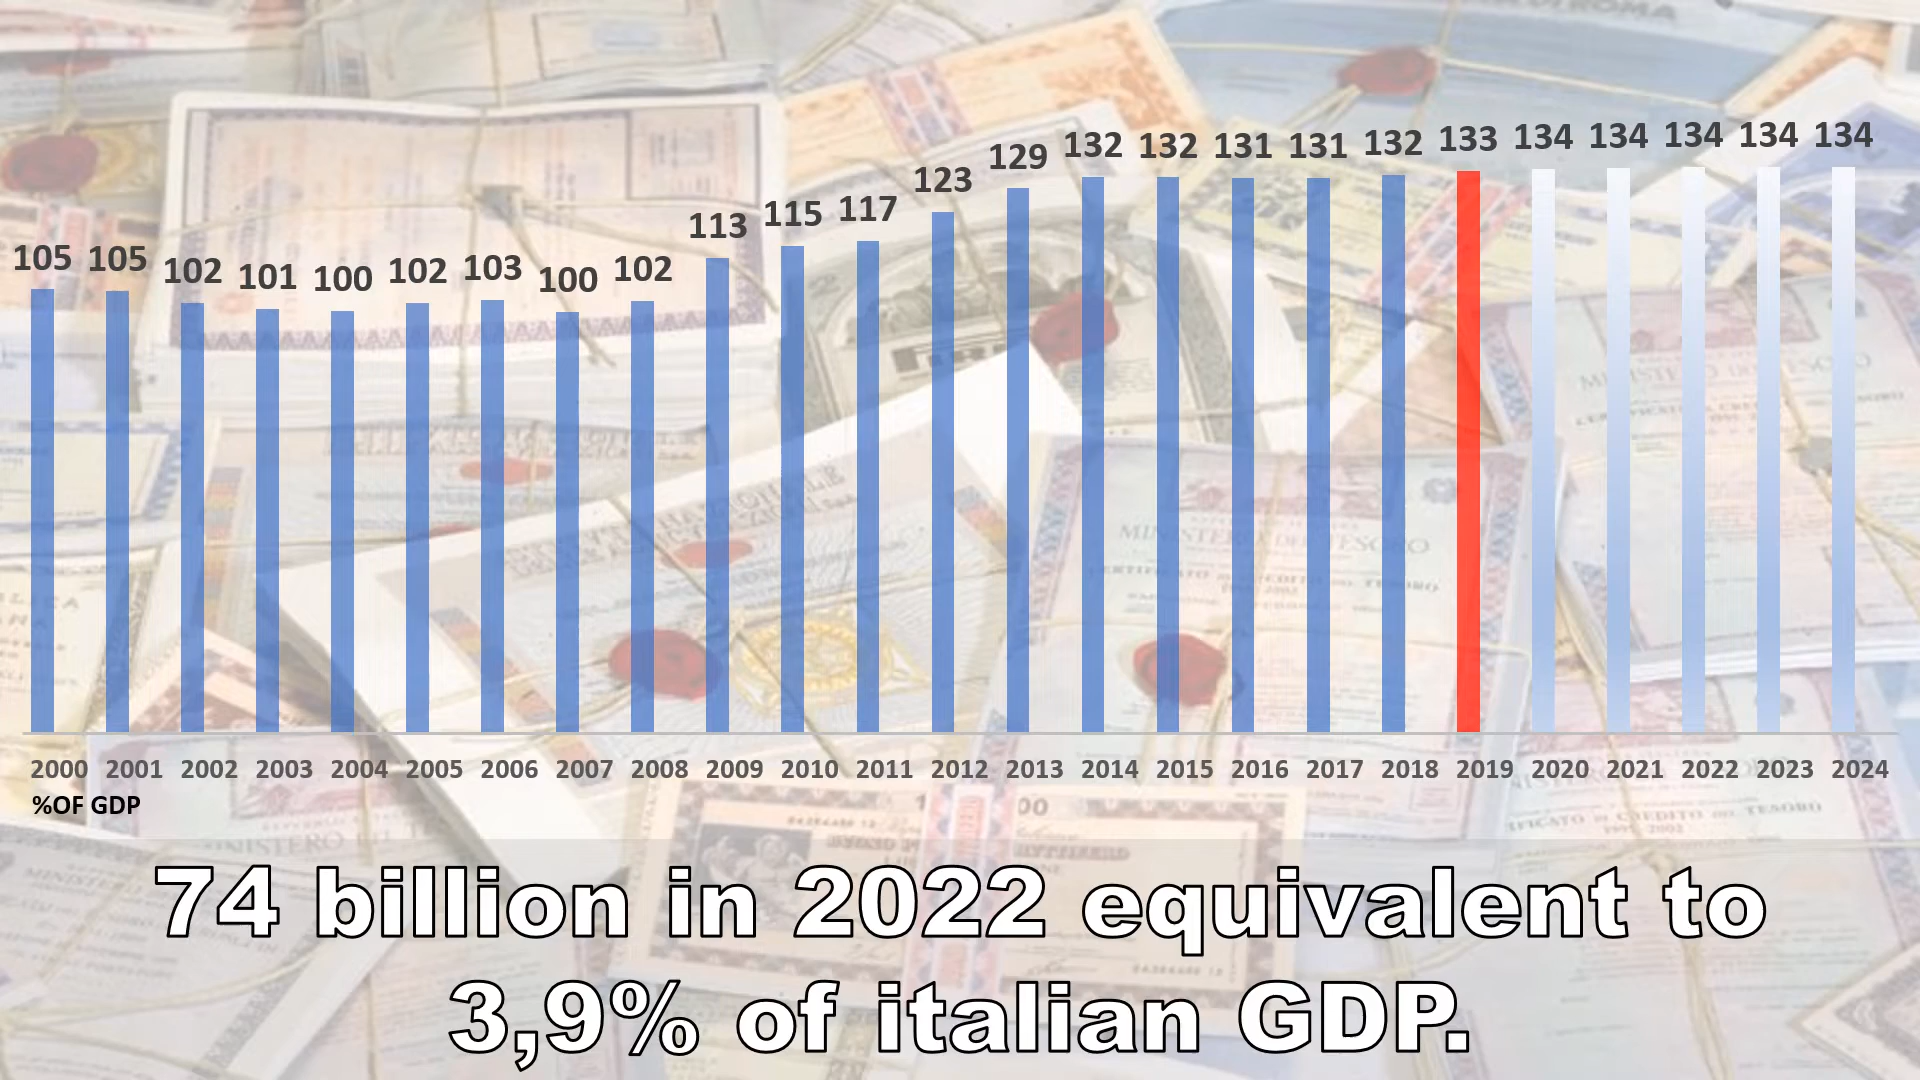 105 105 102 101 100 102 103 100 102 113 115 117 123 129 132 132 131 131 132 133 134 134 134 134 134
2000 2001 2002 2003 2004 2005 2006 2007 2008 2009 2010 2011 2012 2013 2014 2015 2016 2017 2018 2019 2020 2021 2022 2023 2024
%OF GDP
74 billion in 2022 equivalent to
3,9% of italian GDP.